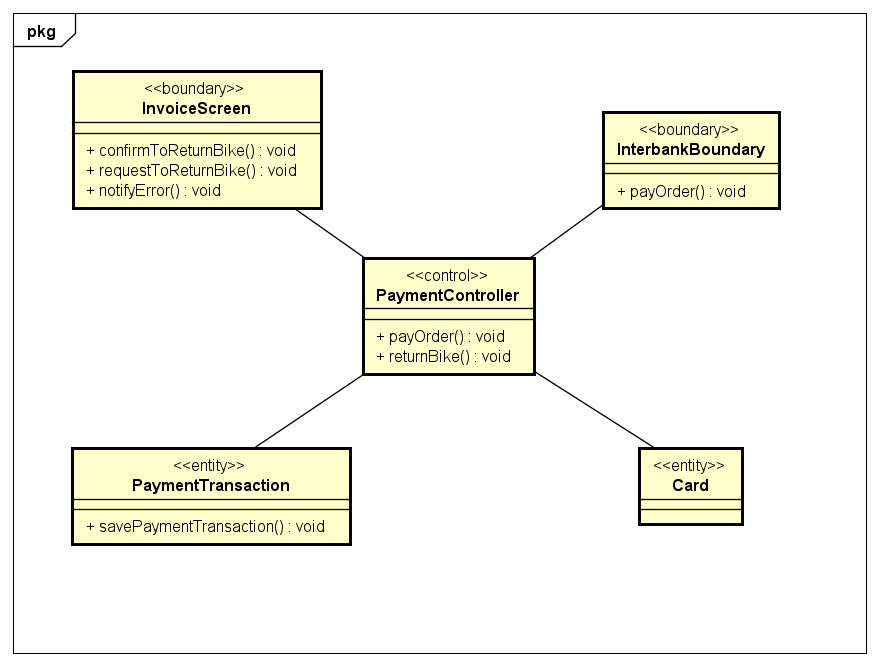 pkg
<<boundary>>
InvoiceScreen
+ confirmToReturnBike() : void
+ requestToReturnBike() : void
+ notifyError() : void
<<boundary>>
InterbankBoundary
+ payOrder() : void
<<control>>
PaymentController
+ payOrder() : void
+ returnBike() : void
<<entity>>
PaymentTransaction
+ savePaymentTransaction() : void
<<entity>>
Card